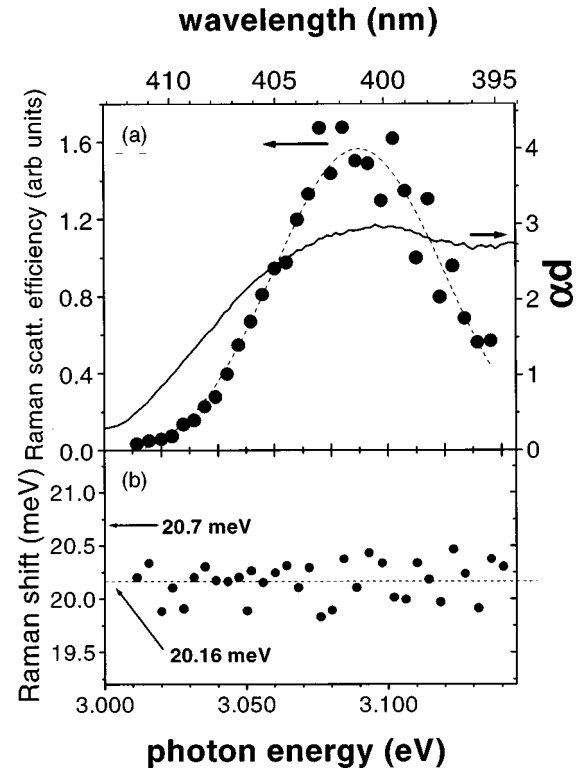 wavelength (nm)
410 405 400 395
(a)
Raman scatt. efficiency (arb units)
1.6
1.2
0.8
0.4
0.0
4
3
2
1
0
αd
(b)
Raman shift (meV)
21.0
20.5
20.0
19.5
20.7 meV
20.16 meV
3.000 3.050 3.100
photon energy (eV)